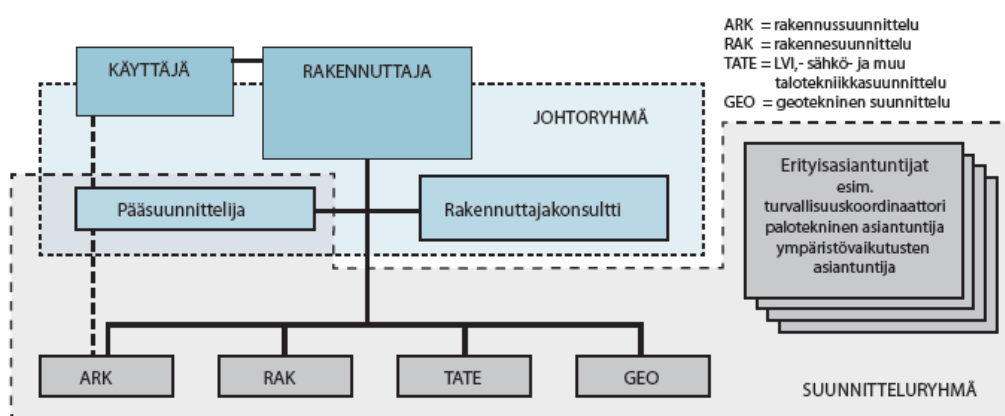 ARK = rakennussuunnittelu
RAK = rakennesuunnittelu
TATE = LVI,- sähkö- ja muu
talotekniikkasuunnittelu
GEO = geotekninen suunnittelu
KÄYTTÄJÄ
RAKENNUTTAJA
JOHTORYHMÄ
Pääsuunnittelija
Rakennuttajakonsultti
Erityisasiantuntijat
esim.
turvallisuuskoordinaattori
palotekninen asiantuntija
ympäristövaikutusten
asiantuntija
ARK
RAK
TATE
GEO
SUUNNITTELURYHMÄ